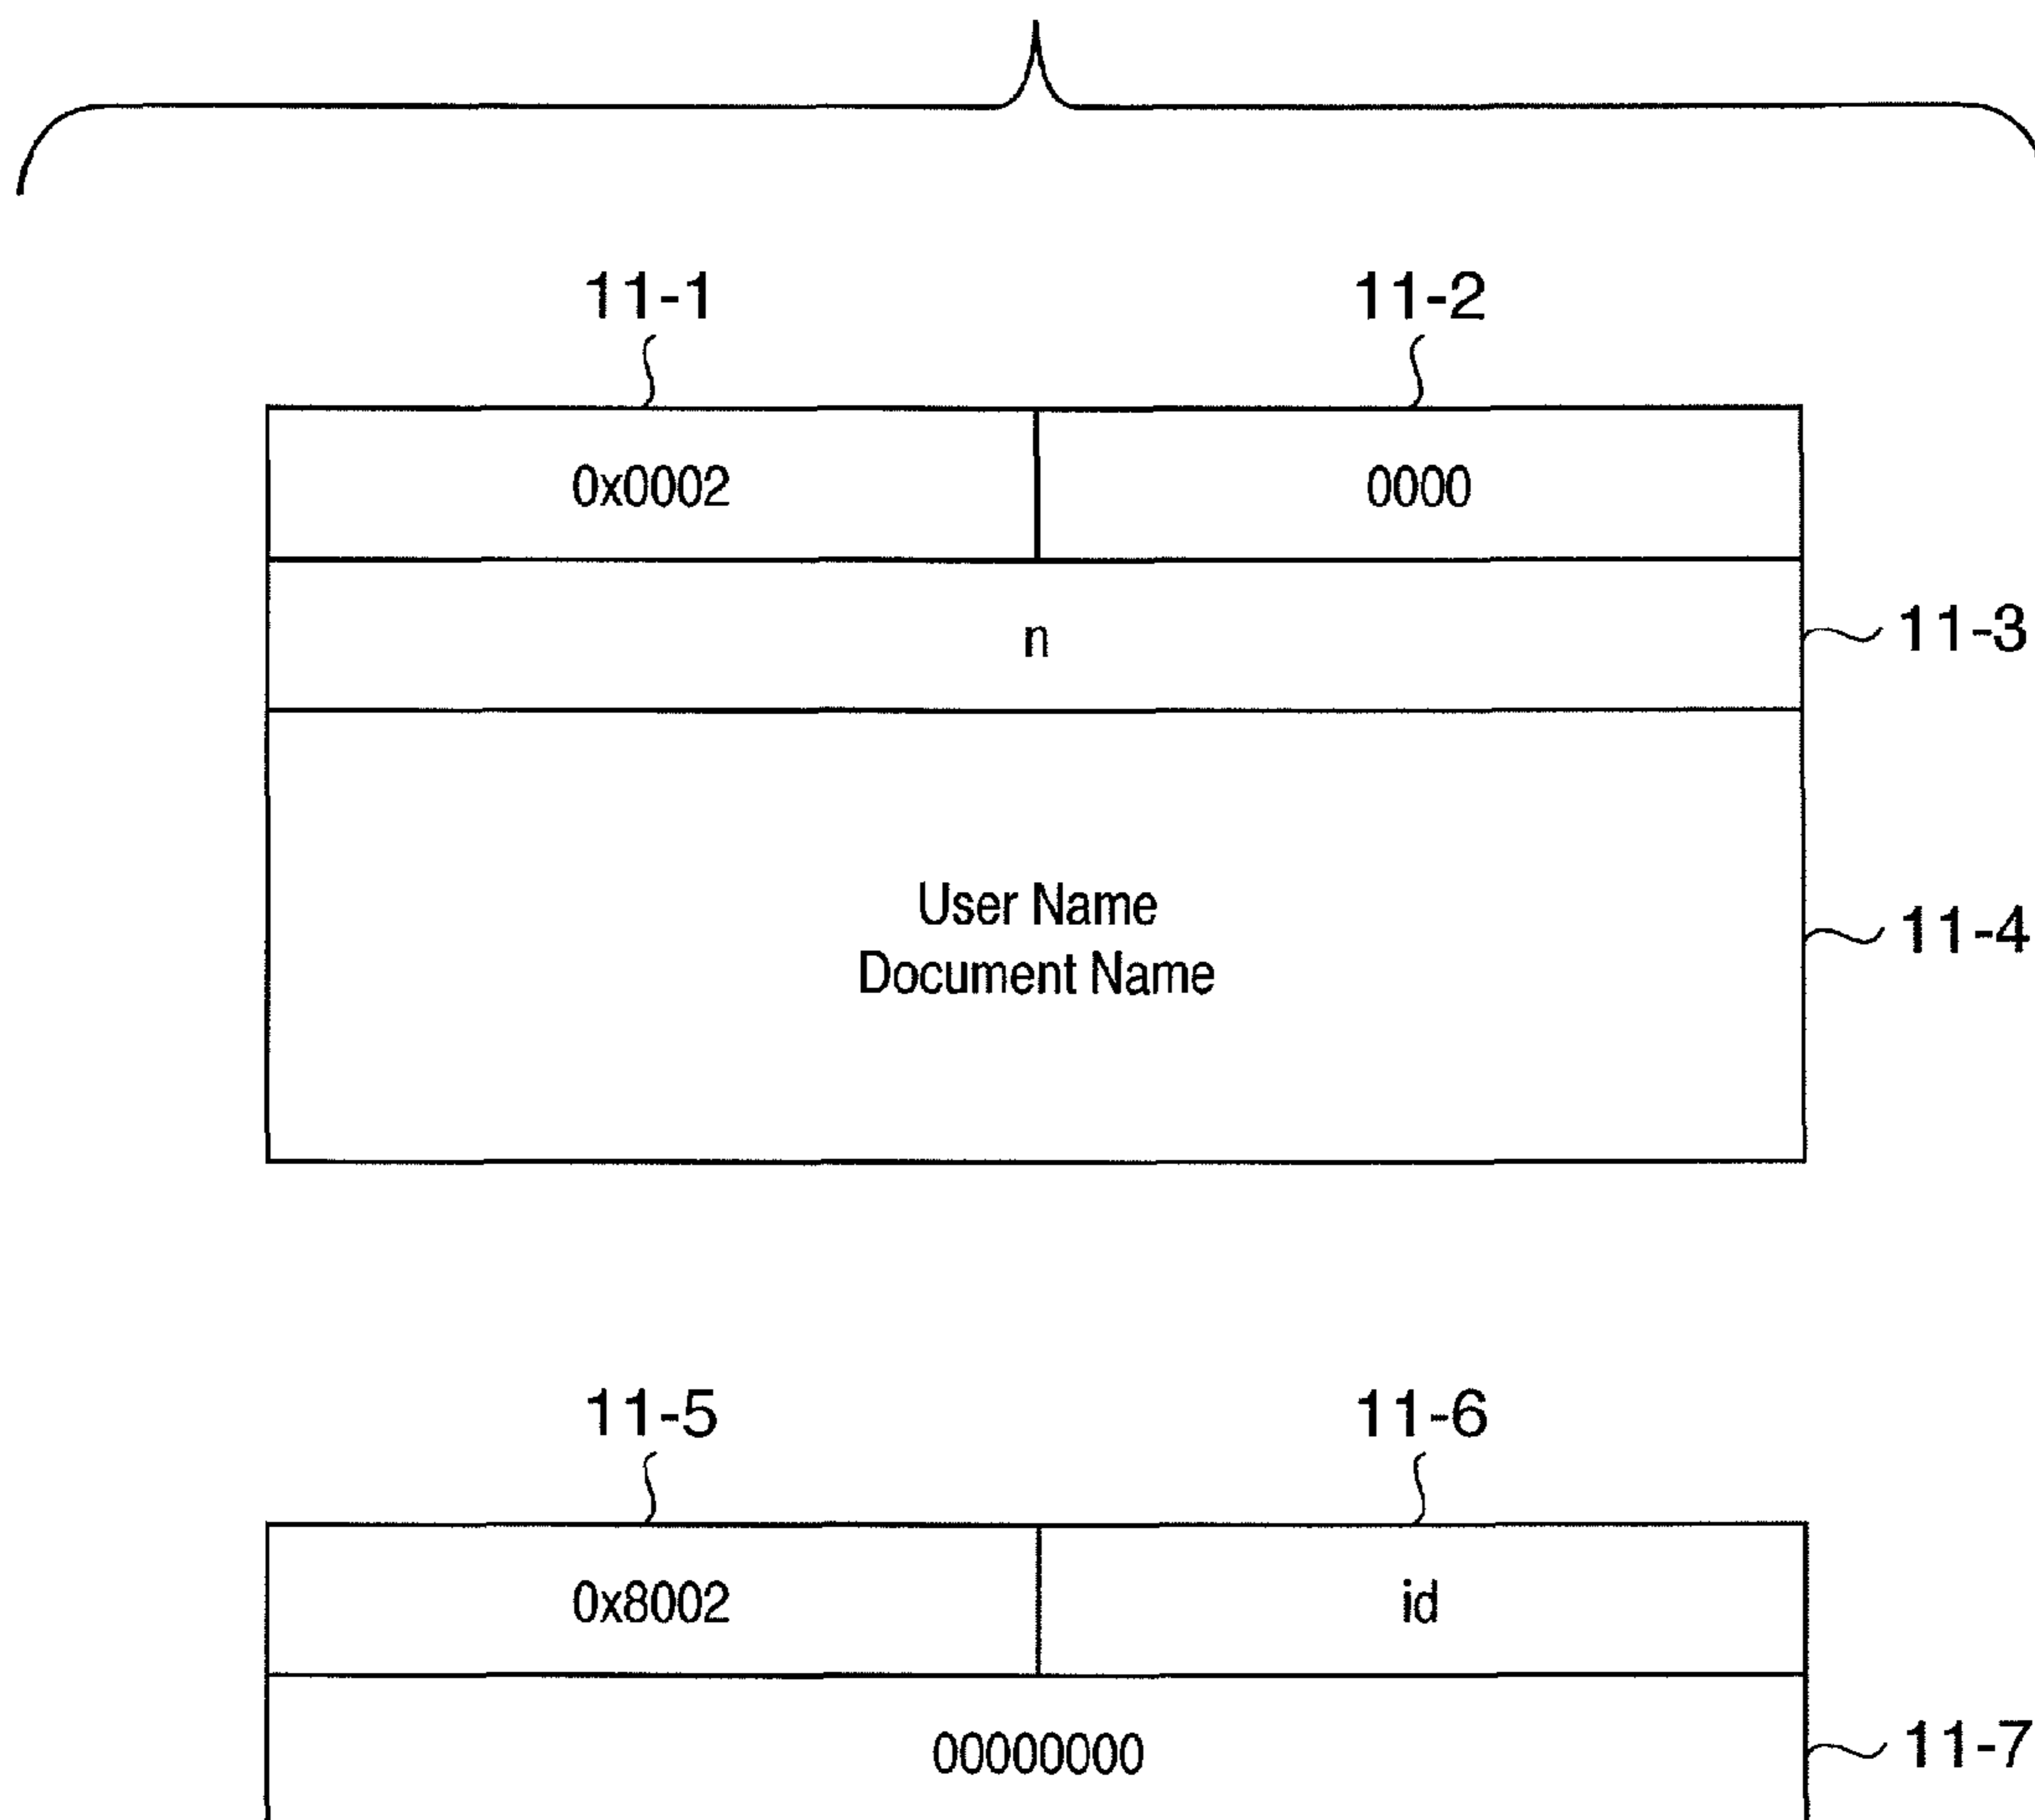 11-1 11-2
0x0002 0000
n 11-3
User Name
Document Name
11-4
11-5 11-6
0x8002 id
00000000 11-7